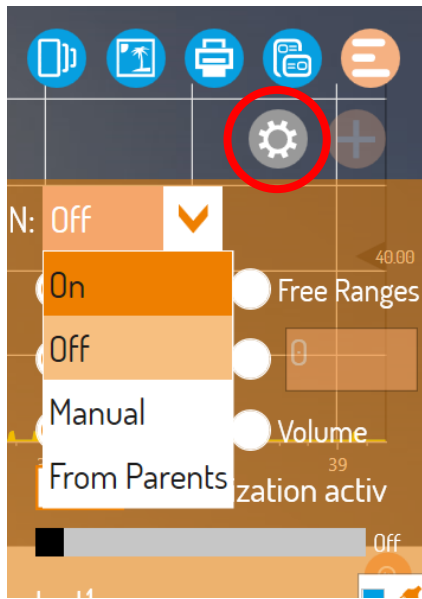 N: Off
40.00
On
Free Ranges
Off
0
Manual
Volume
39
From Parents
zation activ
Off